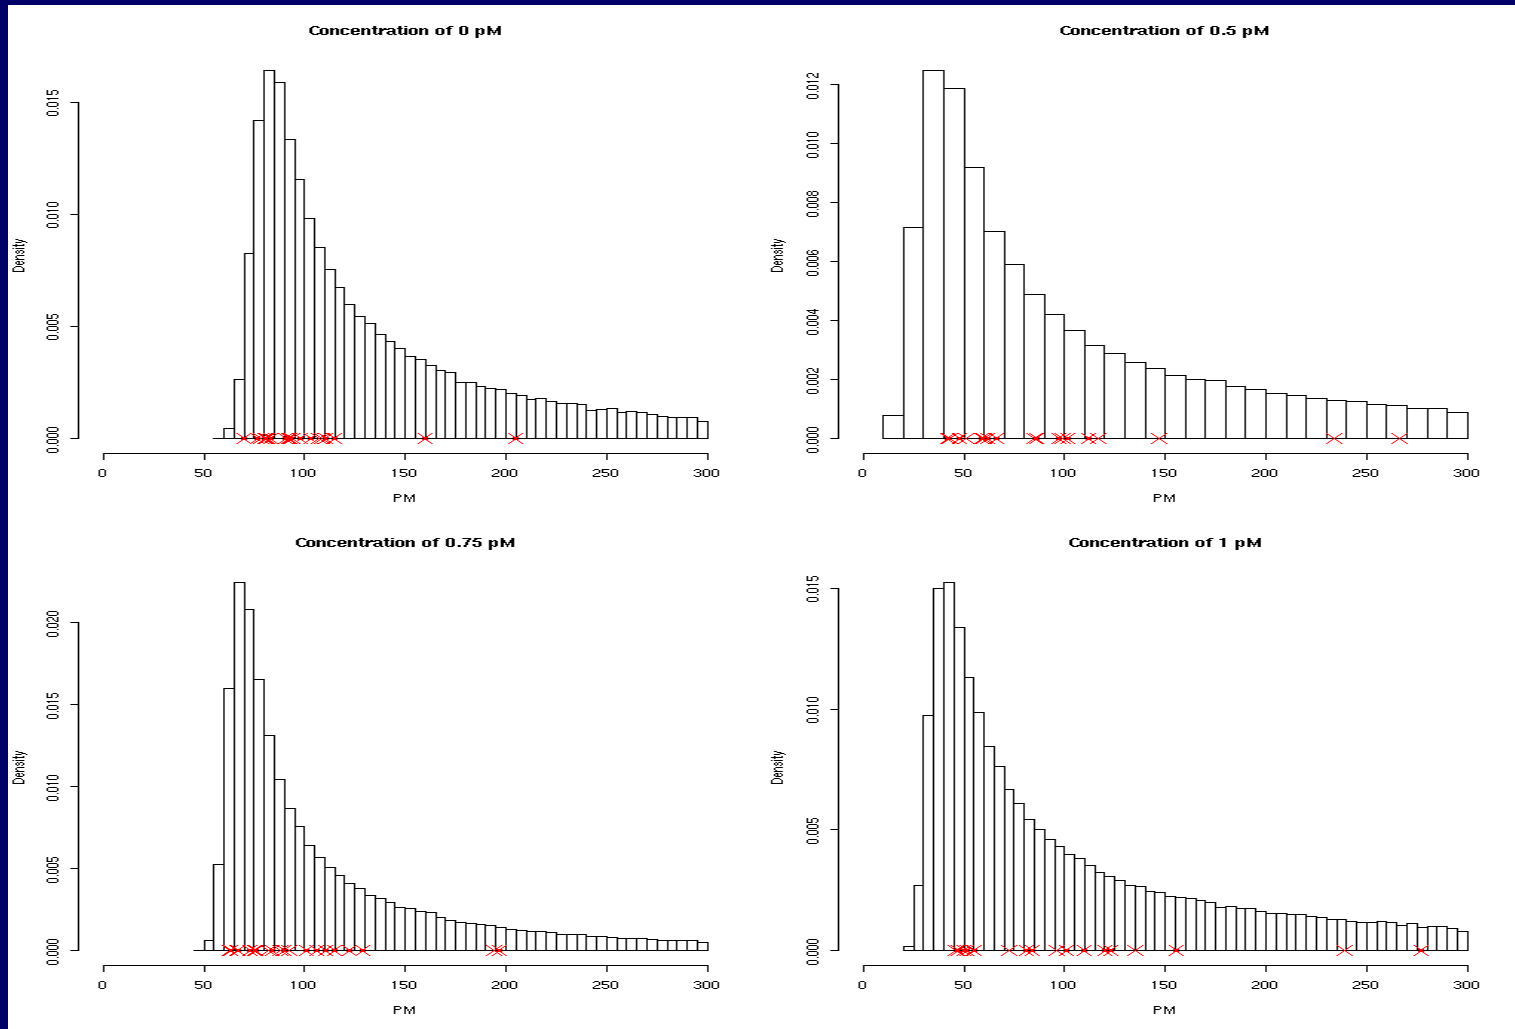 Concentration of 0 pM
Density
0.000 0.005 0.010 0.015
0 50 100 150 200 250 300
PM
Concentration of 0.5 pM
Density
0.000 0.002 0.004 0.006 0.008 0.010 0.012
0 50 100 150 200 250 300
PM
Concentration of 0.75 pM
Density
0.000 0.005 0.010 0.015 0.020
0 50 100 150 200 250 300
PM
Concentration of 1 pM
Density
0.000 0.005 0.010 0.015
0 50 100 150 200 250 300
PM